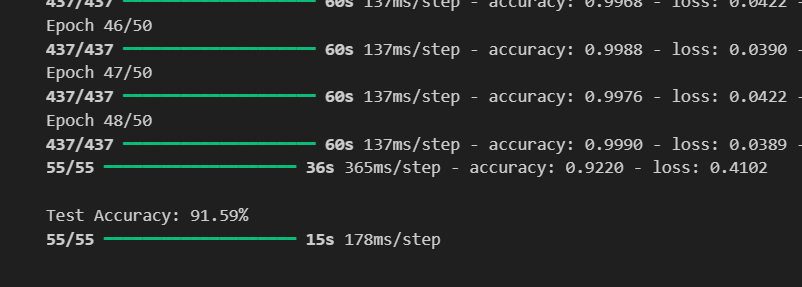 437/437 ━━━━━━━━━━━━━━━━━━━━ 60s 137ms/step - accuracy: 0.9968 - loss: 0.0422 -
Epoch 46/50
437/437 ━━━━━━━━━━━━━━━━━━━━ 60s 137ms/step - accuracy: 0.9988 - loss: 0.0390 -
Epoch 47/50
437/437 ━━━━━━━━━━━━━━━━━━━━ 60s 137ms/step - accuracy: 0.9976 - loss: 0.0422 -
Epoch 48/50
437/437 ━━━━━━━━━━━━━━━━━━━━ 60s 137ms/step - accuracy: 0.9990 - loss: 0.0389 -
55/55 ━━━━━━━━━━━━━━━━━━━━ 36s 365ms/step - accuracy: 0.9220 - loss: 0.4102
Test Accuracy: 91.59%
55/55 ━━━━━━━━━━━━━━━━━━━━ 15s 178ms/step